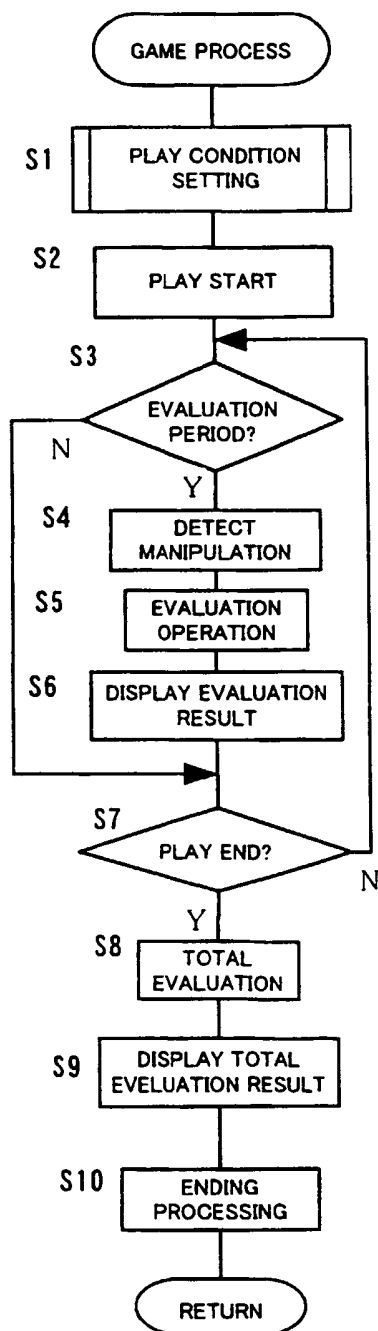 GAME PROCESS
S1
PLAY CONDITION
SETTING
S2
PLAY START
S3
EVALUATION
PERIOD?
N
Y
S4
DETECT
MANIPULATION
S5
EVALUATION
OPERATION
S6
DISPLAY EVALUATION
RESULT
S7
PLAY END?
N
Y
S8
TOTAL
EVALUATION
S9
DISPLAY TOTAL
EVELUATION RESULT
S10
ENDING
PROCESSING
RETURN